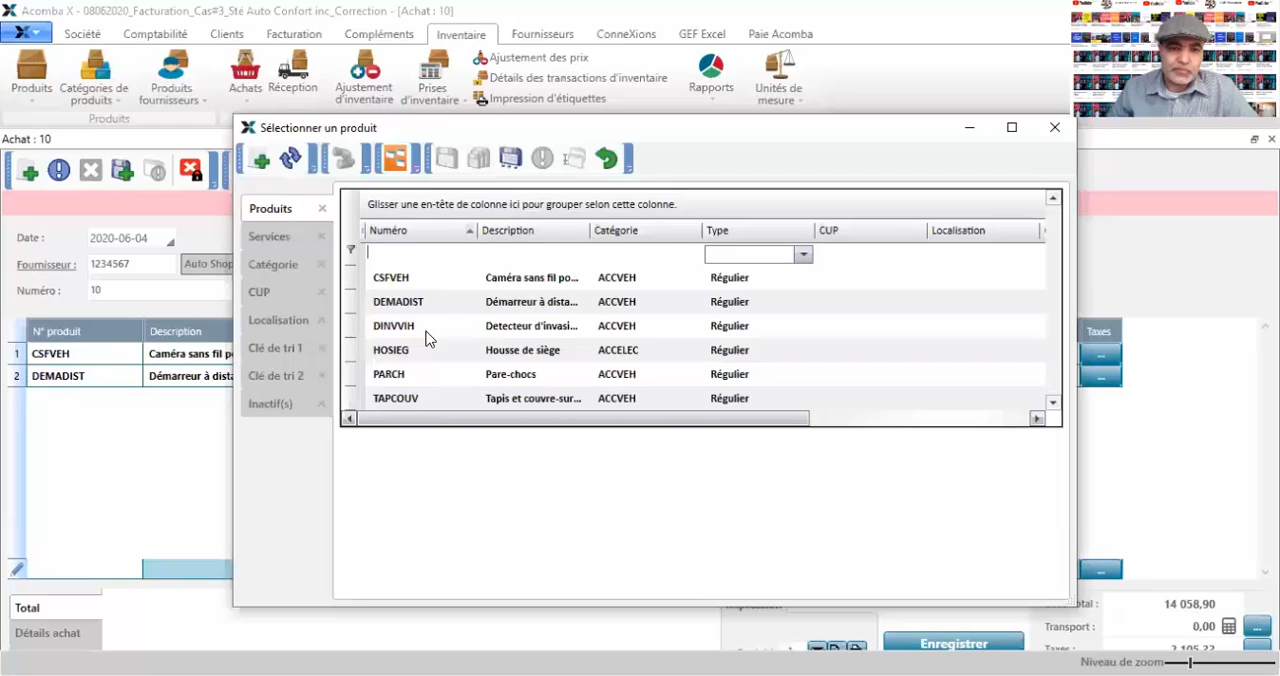 Acomba X - 08062020_Facturation_Cas#3_Sté Auto Confort inc_Correction - [Achat : 10]
Société Comptabilité Clients Facturation Inventaire ConneXions GEF Excel Paie Acomba
Produits
Catégories de produits
Produits fournisseurs
Achats
Réception
Ajustement d'inventaire
Prises d'inventaire
Ajustement des prix
Détails de transactions d'inventaire
Impression d'étiquettes
Rapports
Unités de mesure
Produits
Achat : 10
Date : 2020-06-04
Fournisseur : 1234567 Auto Shop
Numéro : 10
N° produit Description Taxes
1 CSFVEH Caméra sans fil
2 DEMADIST Démarreur à dista
Sélectionner un produit
Produits
Services
Catégorie
CUP
Localisation
Clé de tri 1
Clé de tri 2
Inactif(s)
Glisser une en-tête de colonne ici pour grouper selon cette colonne.
Numéro Description Catégorie Type CUP Localisation
CSFVEH Caméra sans fil po... ACCVEH Régulier
DEMADIST Démarreur à dista... ACCVEH Régulier
DINVVIH Detecteur d'invasi... ACCVEH Régulier
HOSIEG Housse de siège ACCELEC Régulier
PARCH Pare-chocs ACCVEH Régulier
TAPCOUV Tapis et couvre-sur... ACCVEH Régulier
Total
Détails achat
Enregistrer
14 058,90
Transport : 0,00
Niveau de zoom